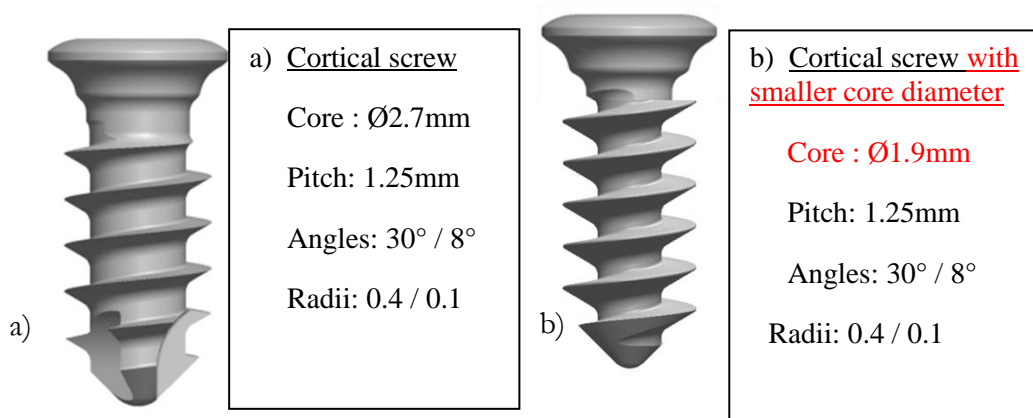 a) Cortical screw
Core : Ø2.7mm
Pitch: 1.25mm
Angles: 30° / 8°
Radii: 0.4 / 0.1
a)
b) Cortical screw with
smaller core diameter
Core : Ø1.9mm
Pitch: 1.25mm
Angles: 30° / 8°
Radii: 0.4 / 0.1
b)